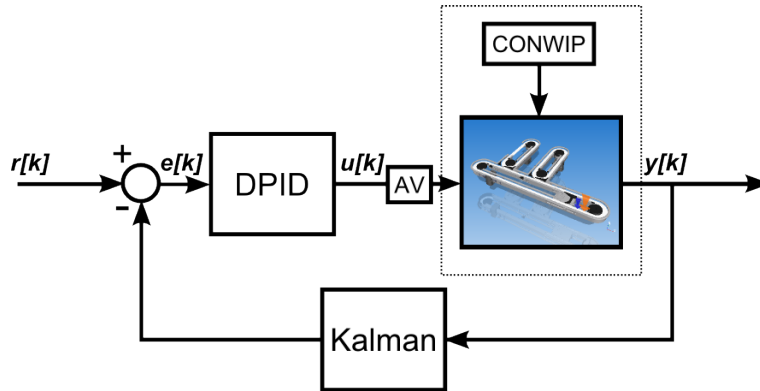 CONWIP
r[k]
+
-
e[k]
DPID
u[k]
AV
y[k]
Kalman